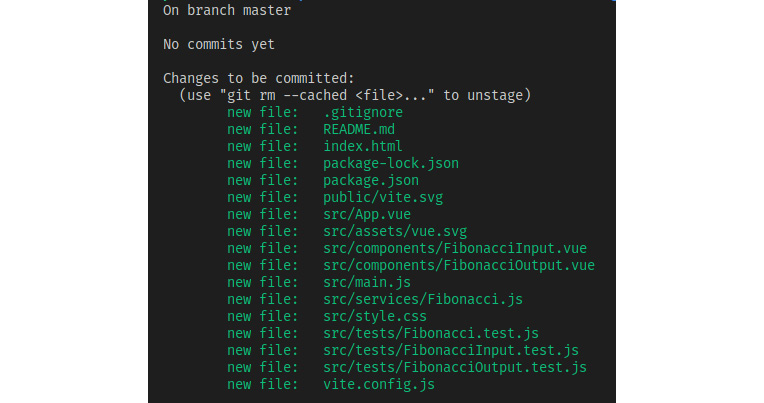 On branch master
No commits yet
Changes to be committed:
(use "git rm --cached <file>..." to unstage)
new file: .gitignore
new file: README.md
new file: index.html
new file: package-lock.json
new file: package.json
new file: public/vite.svg
new file: src/App.vue
new file: src/assets/vue.svg
new file: src/components/FibonacciInput.vue
new file: src/components/FibonacciOutput.vue
new file: src/main.js
new file: src/services/Fibonacci.js
new file: src/style.css
new file: src/tests/Fibonacci.test.js
new file: src/tests/FibonacciInput.test.js
new file: src/tests/FibonacciOutput.test.js
new file: vite.config.js